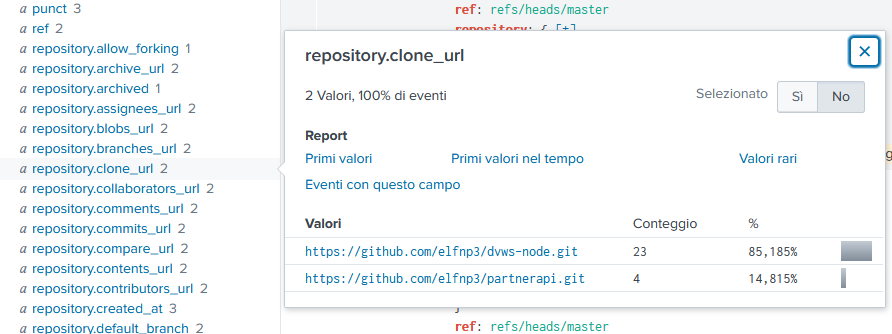 a punct 3
a ref 2
a repository.allow_forking 1
a repository.archive_url 2
a repository.archived 1
a repository.assignees_url 2
a repository.blobs_url 2
a repository.branches_url 2
a repository.clone_url 2
a repository.collaborators_url 2
a repository.comments_url 2
a repository.commits_url 2
a repository.compare_url 2
a repository.contents_url 2
a repository.contributors_url 2
a repository.created_at 3
a repository.default_branch 2
ref: refs/heads/master
repository: { [+]
repository.clone_url
2 Valori, 100% di eventi
Selezionato Sì No
Report
Primi valori Primi valori nel tempo Valori rari
Eventi con questo campo
Valori Conteggio %
https://github.com/elfnp3/dvws-node.git 23 85,185%
https://github.com/elfnp3/partnerapi.git 4 14,815%
}
ref: refs/heads/master